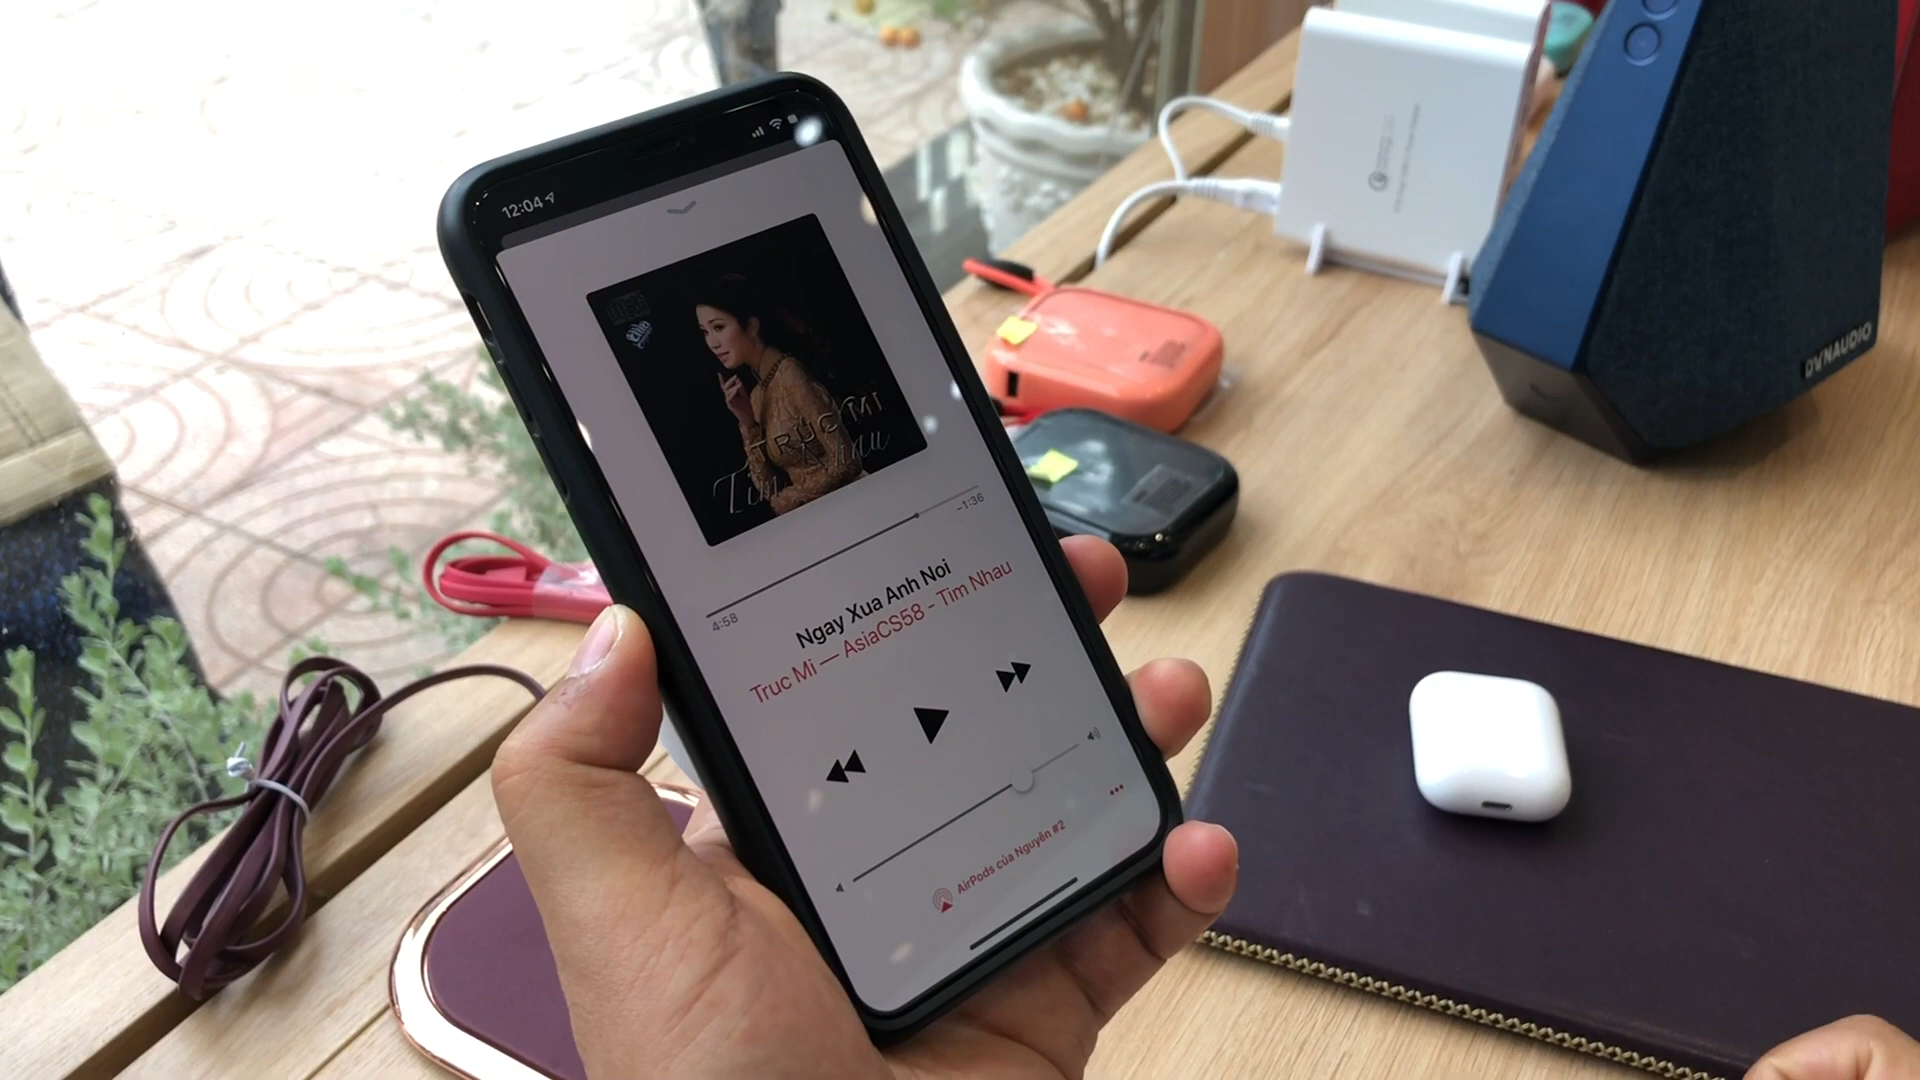 12:04
TRÚC MI
Tim Nhau
4:58
-1:36
Ngay Xua Anh Noi
Truc Mi — AsiaCS58 - Tim Nhau
AirPods của Nguyên #2
DYNAUDIO